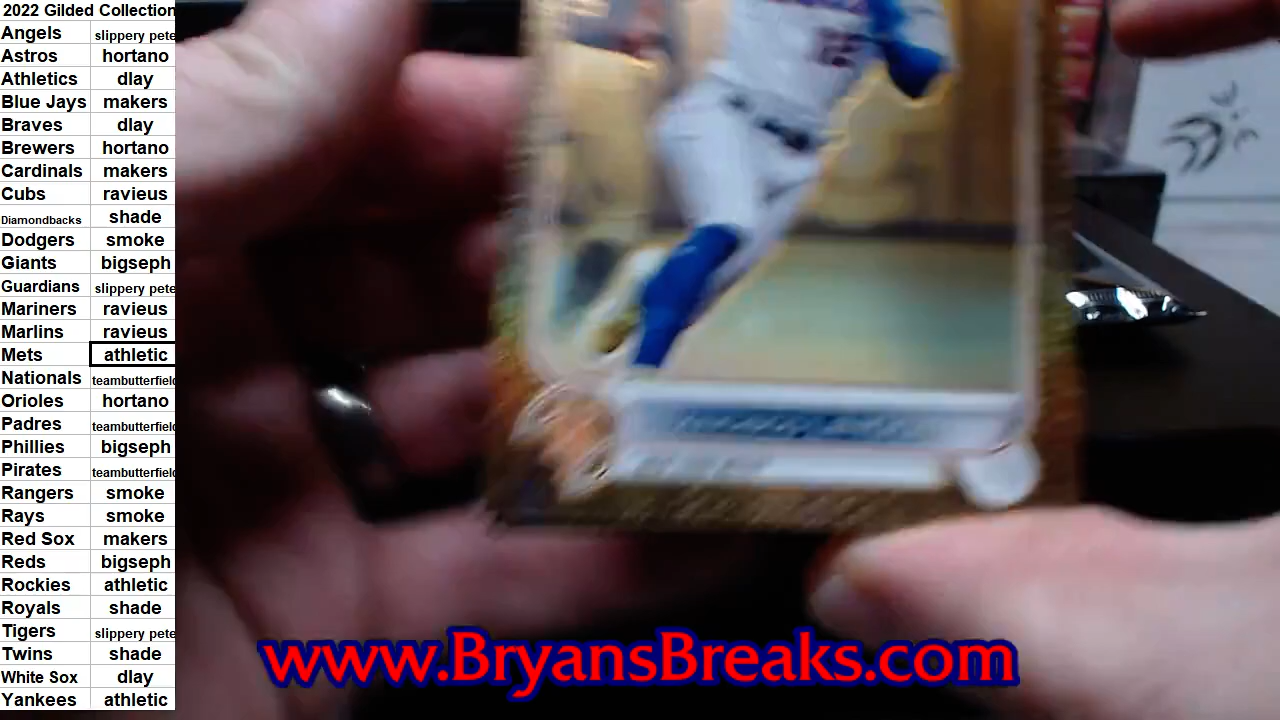 2022 Gilded Collection
Angels slippery pete
Astros hortano
Athletics dlay
Blue Jays makers
Braves dlay
Brewers hortano
Cardinals makers
Cubs ravieus
Diamondbacks shade
Dodgers smoke
Giants bigseph
Guardians slippery pete
Mariners ravieus
Marlins ravieus
Mets athletic
Nationals teambutterfield
Orioles hortano
Padres teambutterfield
Phillies bigseph
Pirates teambutterfield
Rangers smoke
Rays smoke
Red Sox makers
Reds bigseph
Rockies athletic
Royals shade
Tigers slippery pete
Twins shade
White Sox dlay
Yankees athletic
www.BryansBreaks.com